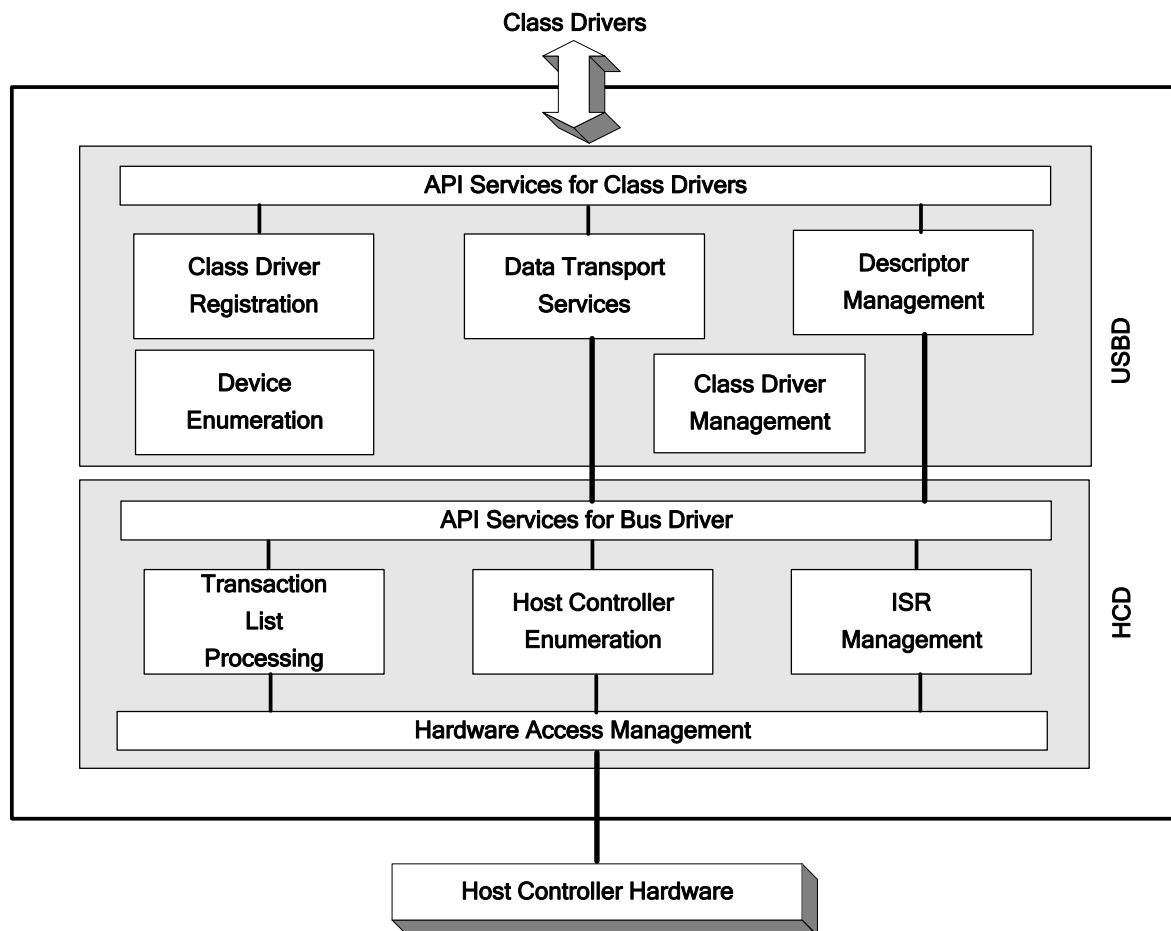 Class Drivers
API Services for Class Drivers
Class Driver
Registration
Data Transport
Services
Descriptor
Management
Device
Enumeration
Class Driver
Management
USBD
API Services for Bus Driver
Transaction
List
Processing
Host Controller
Enumeration
ISR
Management
HCD
Hardware Access Management
Host Controller Hardware